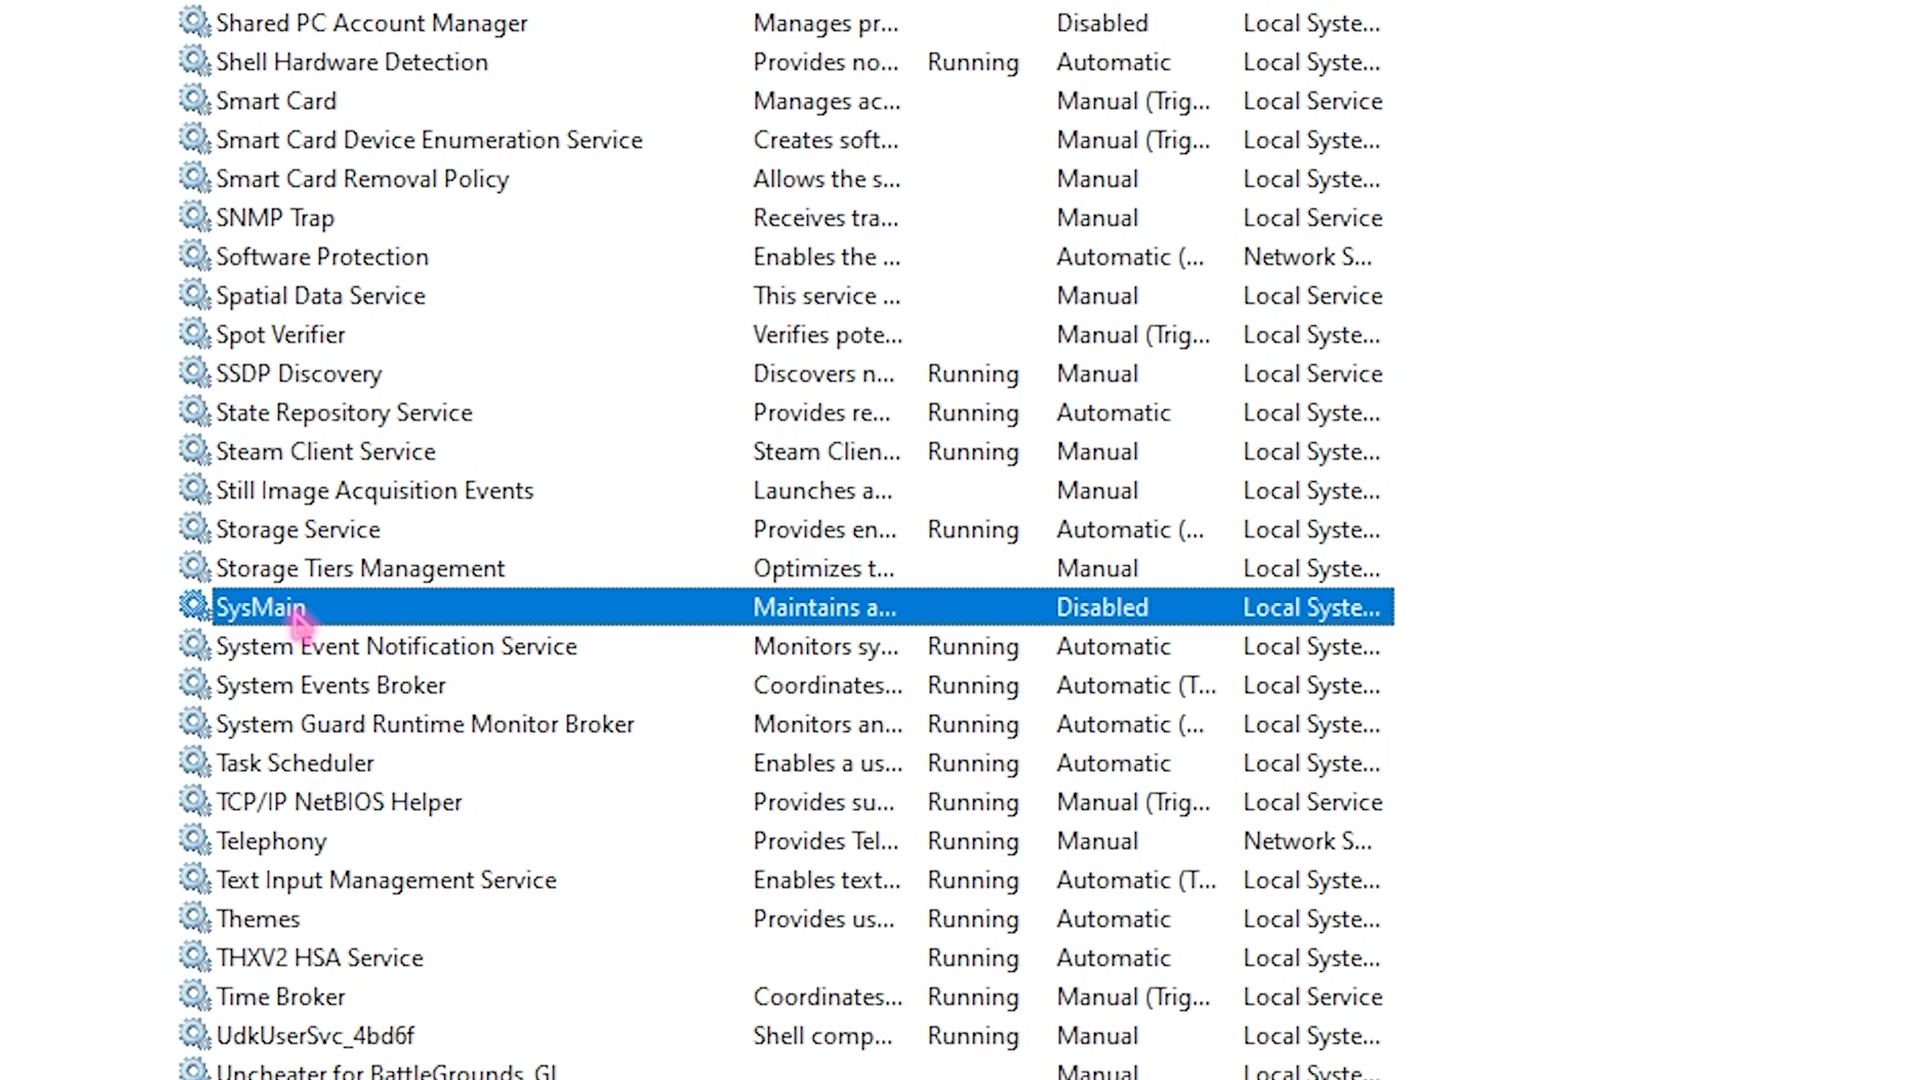 Shared PC Account Manager Manages pr... Disabled Local Syste...
Shell Hardware Detection Provides no... Running Automatic Local Syste...
Smart Card Manages ac... Manual (Trig... Local Service
Smart Card Device Enumeration Service Creates soft... Manual (Trig... Local Syste...
Smart Card Removal Policy Allows the s... Manual Local Syste...
SNMP Trap Receives tra... Manual Local Service
Software Protection Enables the ... Automatic (... Network S...
Spatial Data Service This service ... Manual Local Service
Spot Verifier Verifies pote... Manual (Trig... Local Syste...
SSDP Discovery Discovers n... Running Manual Local Service
State Repository Service Provides re... Running Automatic Local Syste...
Steam Client Service Steam Clien... Running Manual Local Syste...
Still Image Acquisition Events Launches a... Manual Local Syste...
Storage Service Provides en... Running Automatic (... Local Syste...
Storage Tiers Management Optimizes t... Manual Local Syste...
SysMain Maintains a... Disabled Local Syste...
System Event Notification Service Monitors sy... Running Automatic Local Syste...
System Events Broker Coordinates... Running Automatic (T... Local Syste...
System Guard Runtime Monitor Broker Monitors an... Running Automatic (... Local Syste...
Task Scheduler Enables a us... Running Automatic Local Syste...
TCP/IP NetBIOS Helper Provides su... Running Manual (Trig... Local Service
Telephony Provides Tel... Running Manual Network S...
Text Input Management Service Enables text... Running Automatic (T... Local Syste...
Themes Provides us... Running Automatic Local Syste...
THXV2 HSA Service Running Automatic Local Syste...
Time Broker Coordinates... Running Manual (Trig... Local Service
UdkUserSvc_4bd6f Shell comp... Running Manual Local Syste...
Uncheater for BattleGrounds_GL Manual Local Syste...